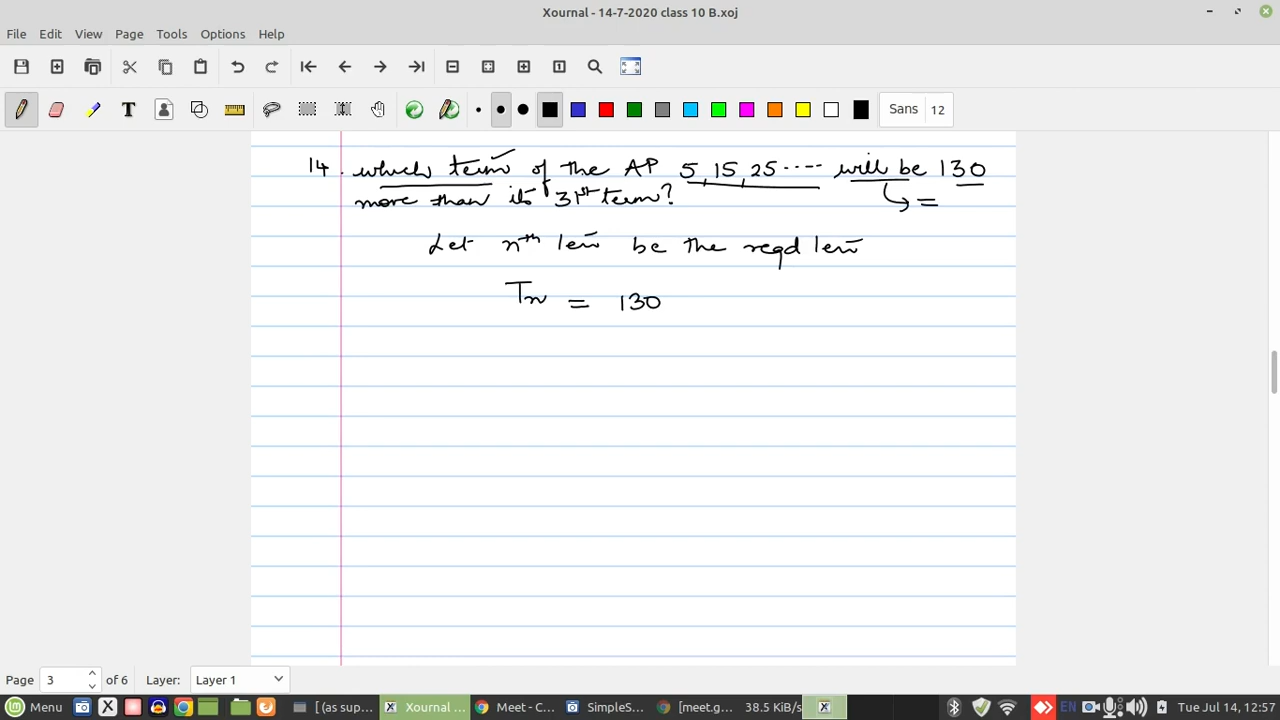 Xournal - 14-7-2020 class 10 B.xoj
File Edit View Page Tools Options Help
Sans 12
14. which term of the AP 5, 15, 25 ---- will be 130
more than its 31st term?
↳ =
Let nth term be the reqd term
Tn = 130
Page 3 of 6 Layer: Layer 1
Menu [(as sup... Xournal ... Meet - C... SimpleS... [meet.g... 38.5 KiB/s EN Tue Jul 14, 12:57